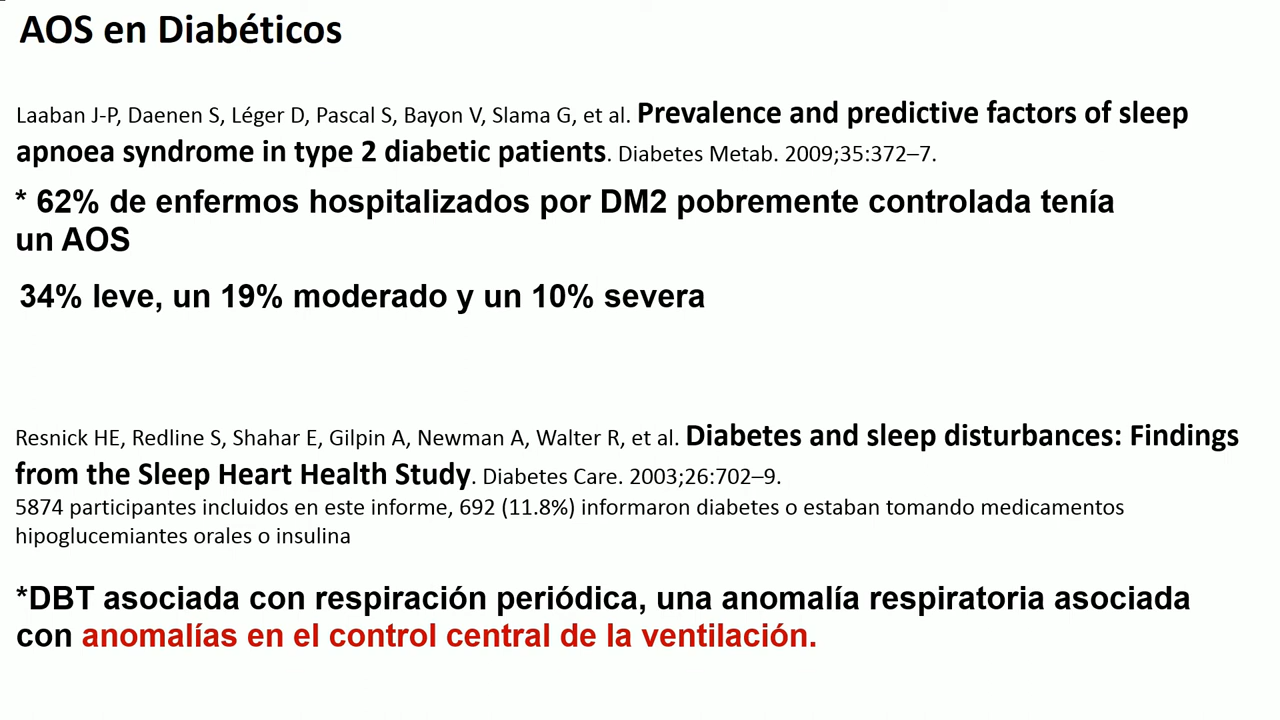 AOS en Diabéticos
Laaban J-P, Daenen S, Léger D, Pascal S, Bayon V, Slama G, et al. Prevalence and predictive factors of sleep
apnoea syndrome in type 2 diabetic patients. Diabetes Metab. 2009;35:372–7.
* 62% de enfermos hospitalizados por DM2 pobremente controlada tenía
un AOS
34% leve, un 19% moderado y un 10% severa
Resnick HE, Redline S, Shahar E, Gilpin A, Newman A, Walter R, et al. Diabetes and sleep disturbances: Findings
from the Sleep Heart Health Study. Diabetes Care. 2003;26:702–9.
5874 participantes incluidos en este informe, 692 (11.8%) informaron diabetes o estaban tomando medicamentos
hipoglucemiantes orales o insulina
*DBT asociada con respiración periódica, una anomalía respiratoria asociada
con anomalías en el control central de la ventilación.